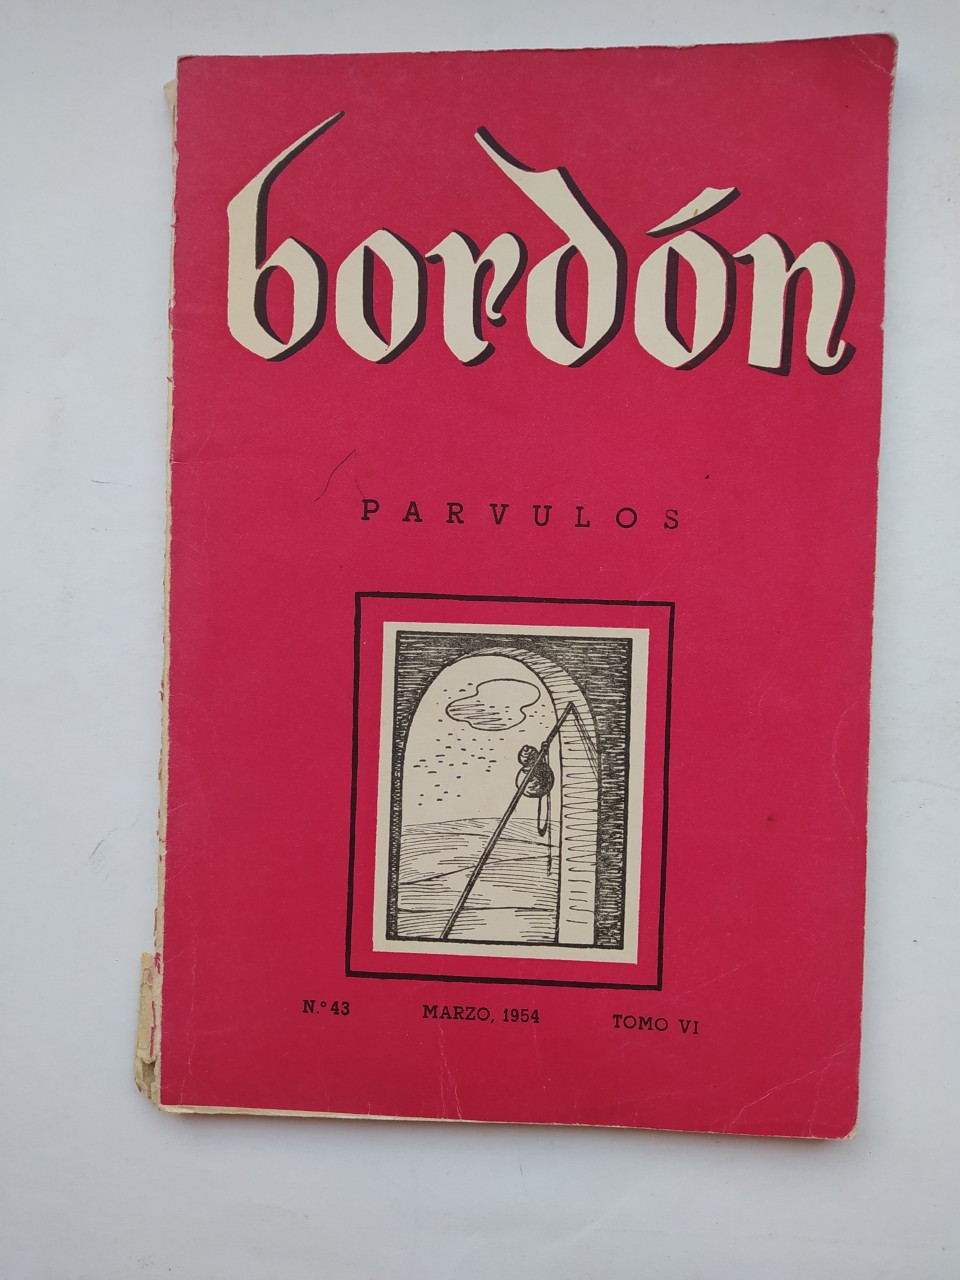 bordón
PARVULOS
N.º 43 MARZO, 1954 TOMO VI